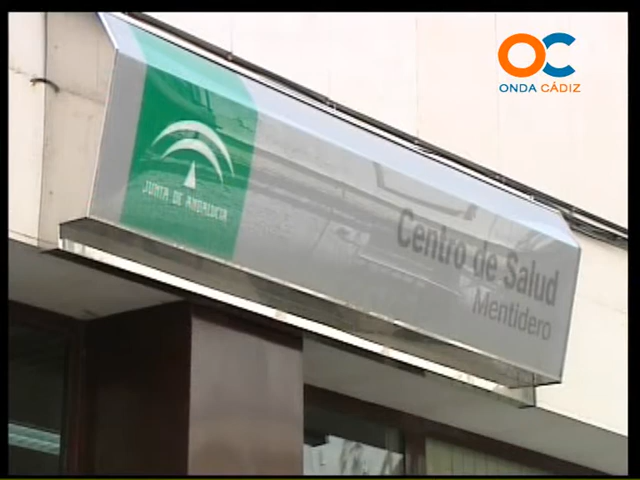 OC
ONDA CÁDIZ
JUNTA DE ANDALUCIA
Centro de Salud
Mentidero